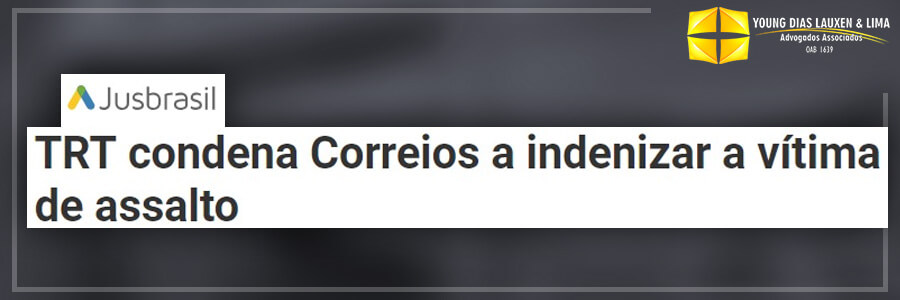 YOUNG DIAS LAUXEN & LIMA
Advogados Associados
OAB 1639
Jusbrasil
TRT condena Correios a indenizar a vítima
de assalto